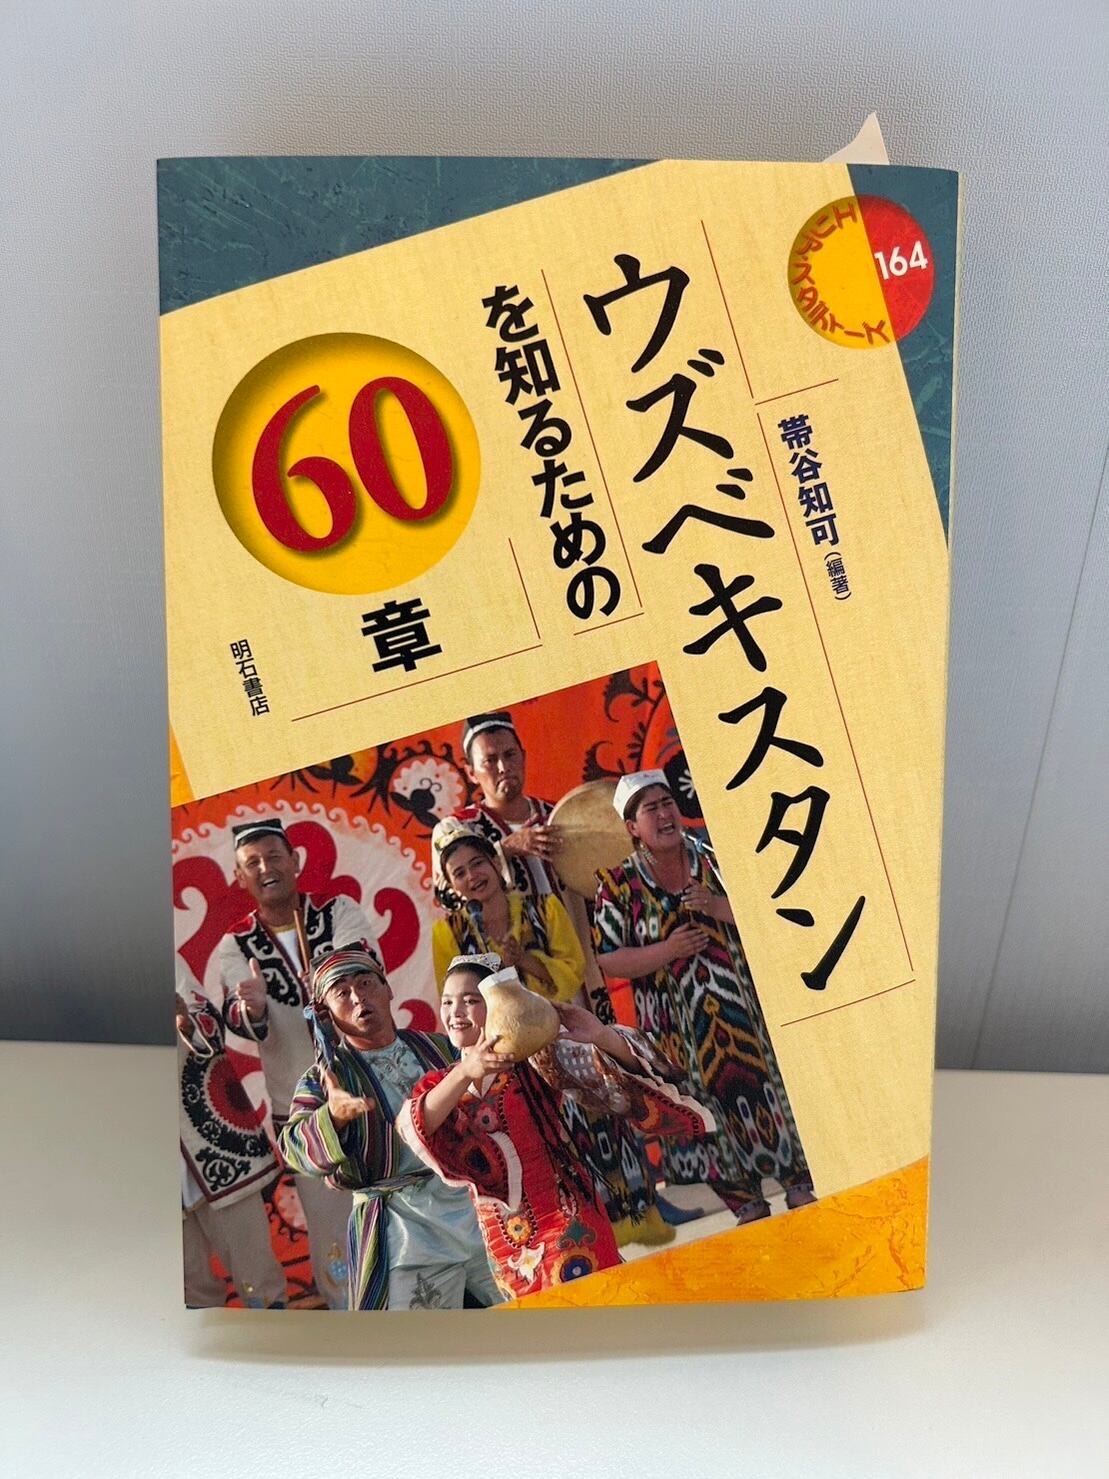 エリア・スタディーズ
164
ウズベキスタン
を知るための
60
章
帯谷知可
(編著)
明石書店